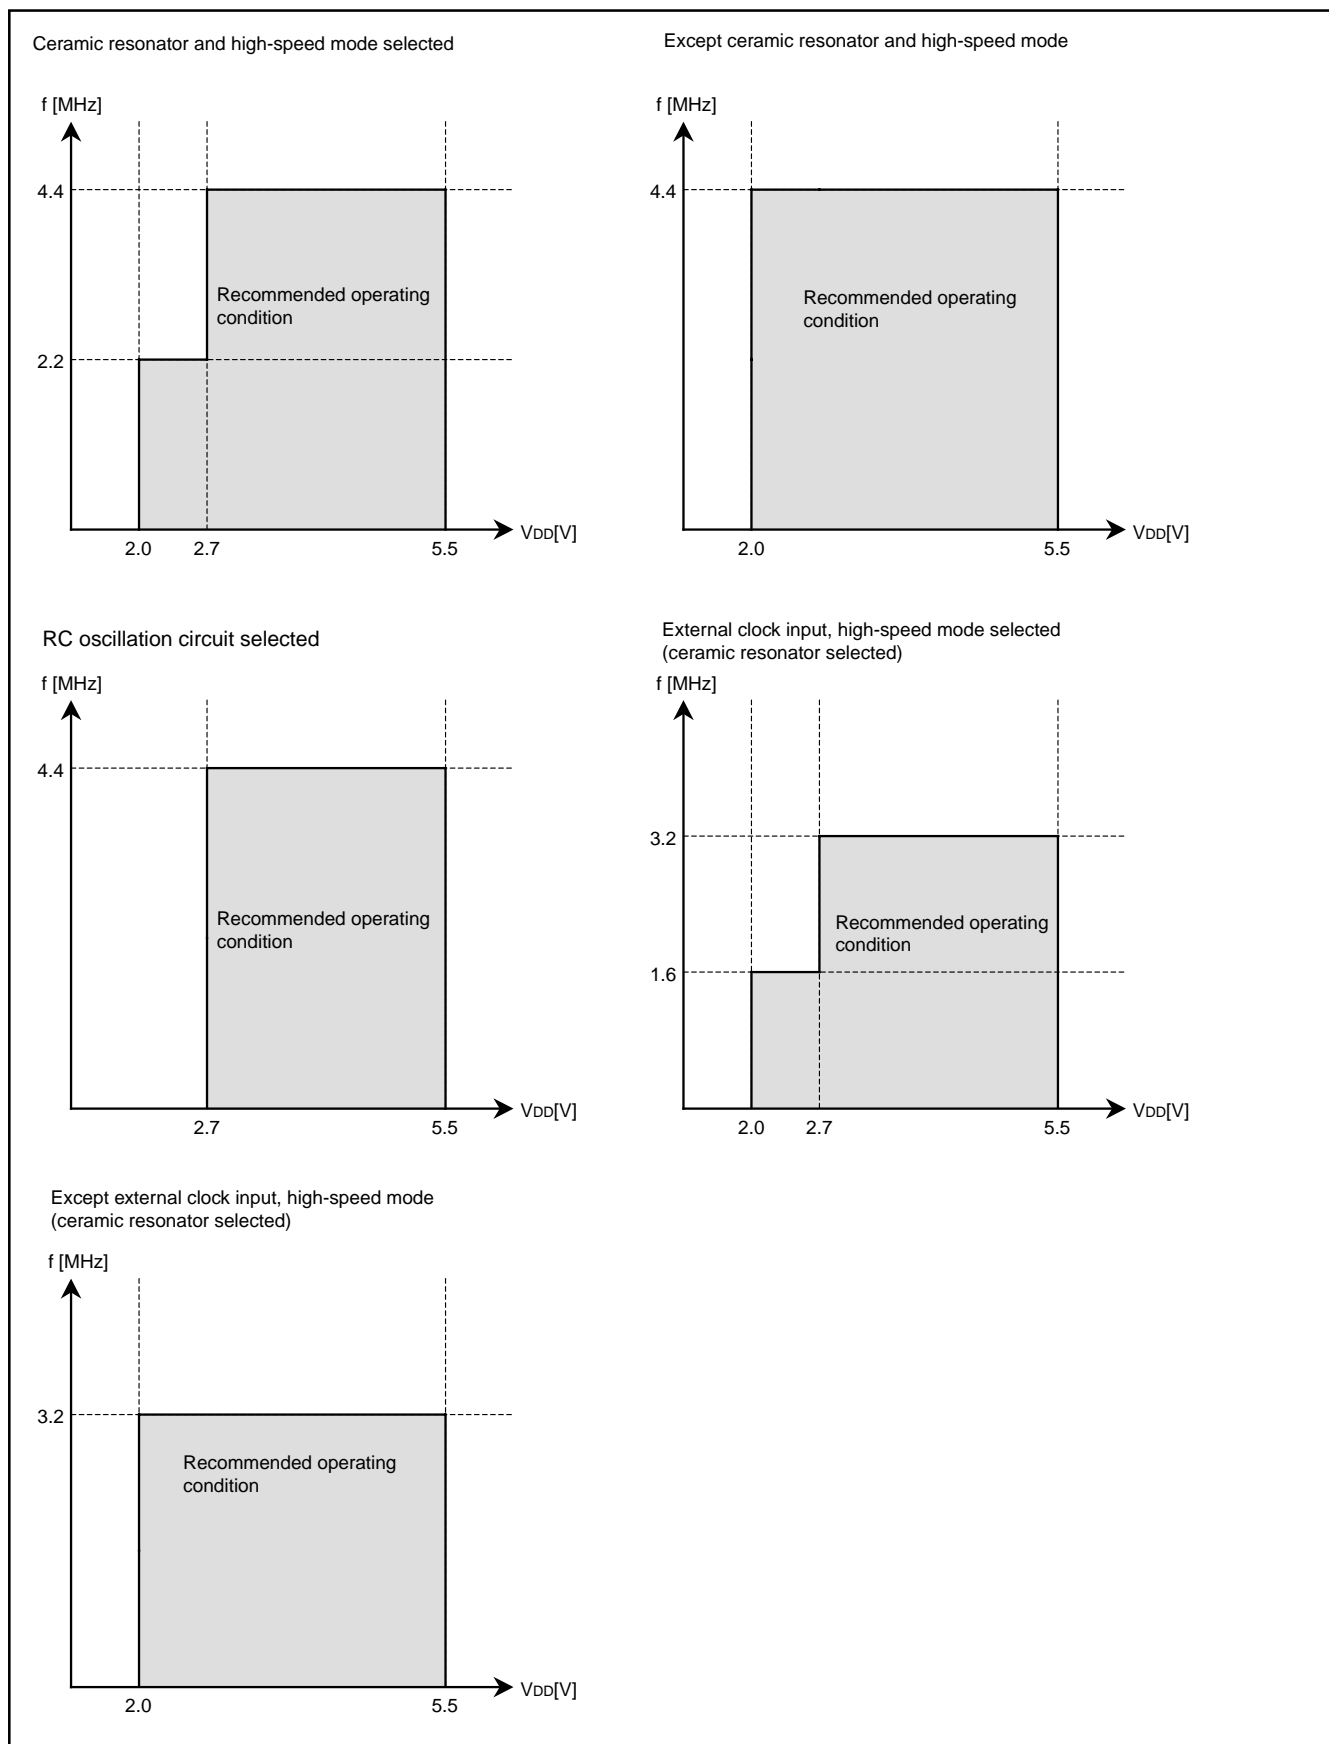 Ceramic resonator and high-speed mode selected
f [MHz]
4.4
2.2
Recommended operating
condition
2.0
2.7
5.5
VDD[V]
Except ceramic resonator and high-speed mode
f [MHz]
4.4
Recommended operating
condition
2.0
5.5
VDD[V]
RC oscillation circuit selected
f [MHz]
4.4
Recommended operating
condition
2.7
5.5
VDD[V]
External clock input, high-speed mode selected
(ceramic resonator selected)
f [MHz]
3.2
1.6
Recommended operating
condition
2.0
2.7
5.5
VDD[V]
Except external clock input, high-speed mode
(ceramic resonator selected)
f [MHz]
3.2
Recommended operating
condition
2.0
5.5
VDD[V]